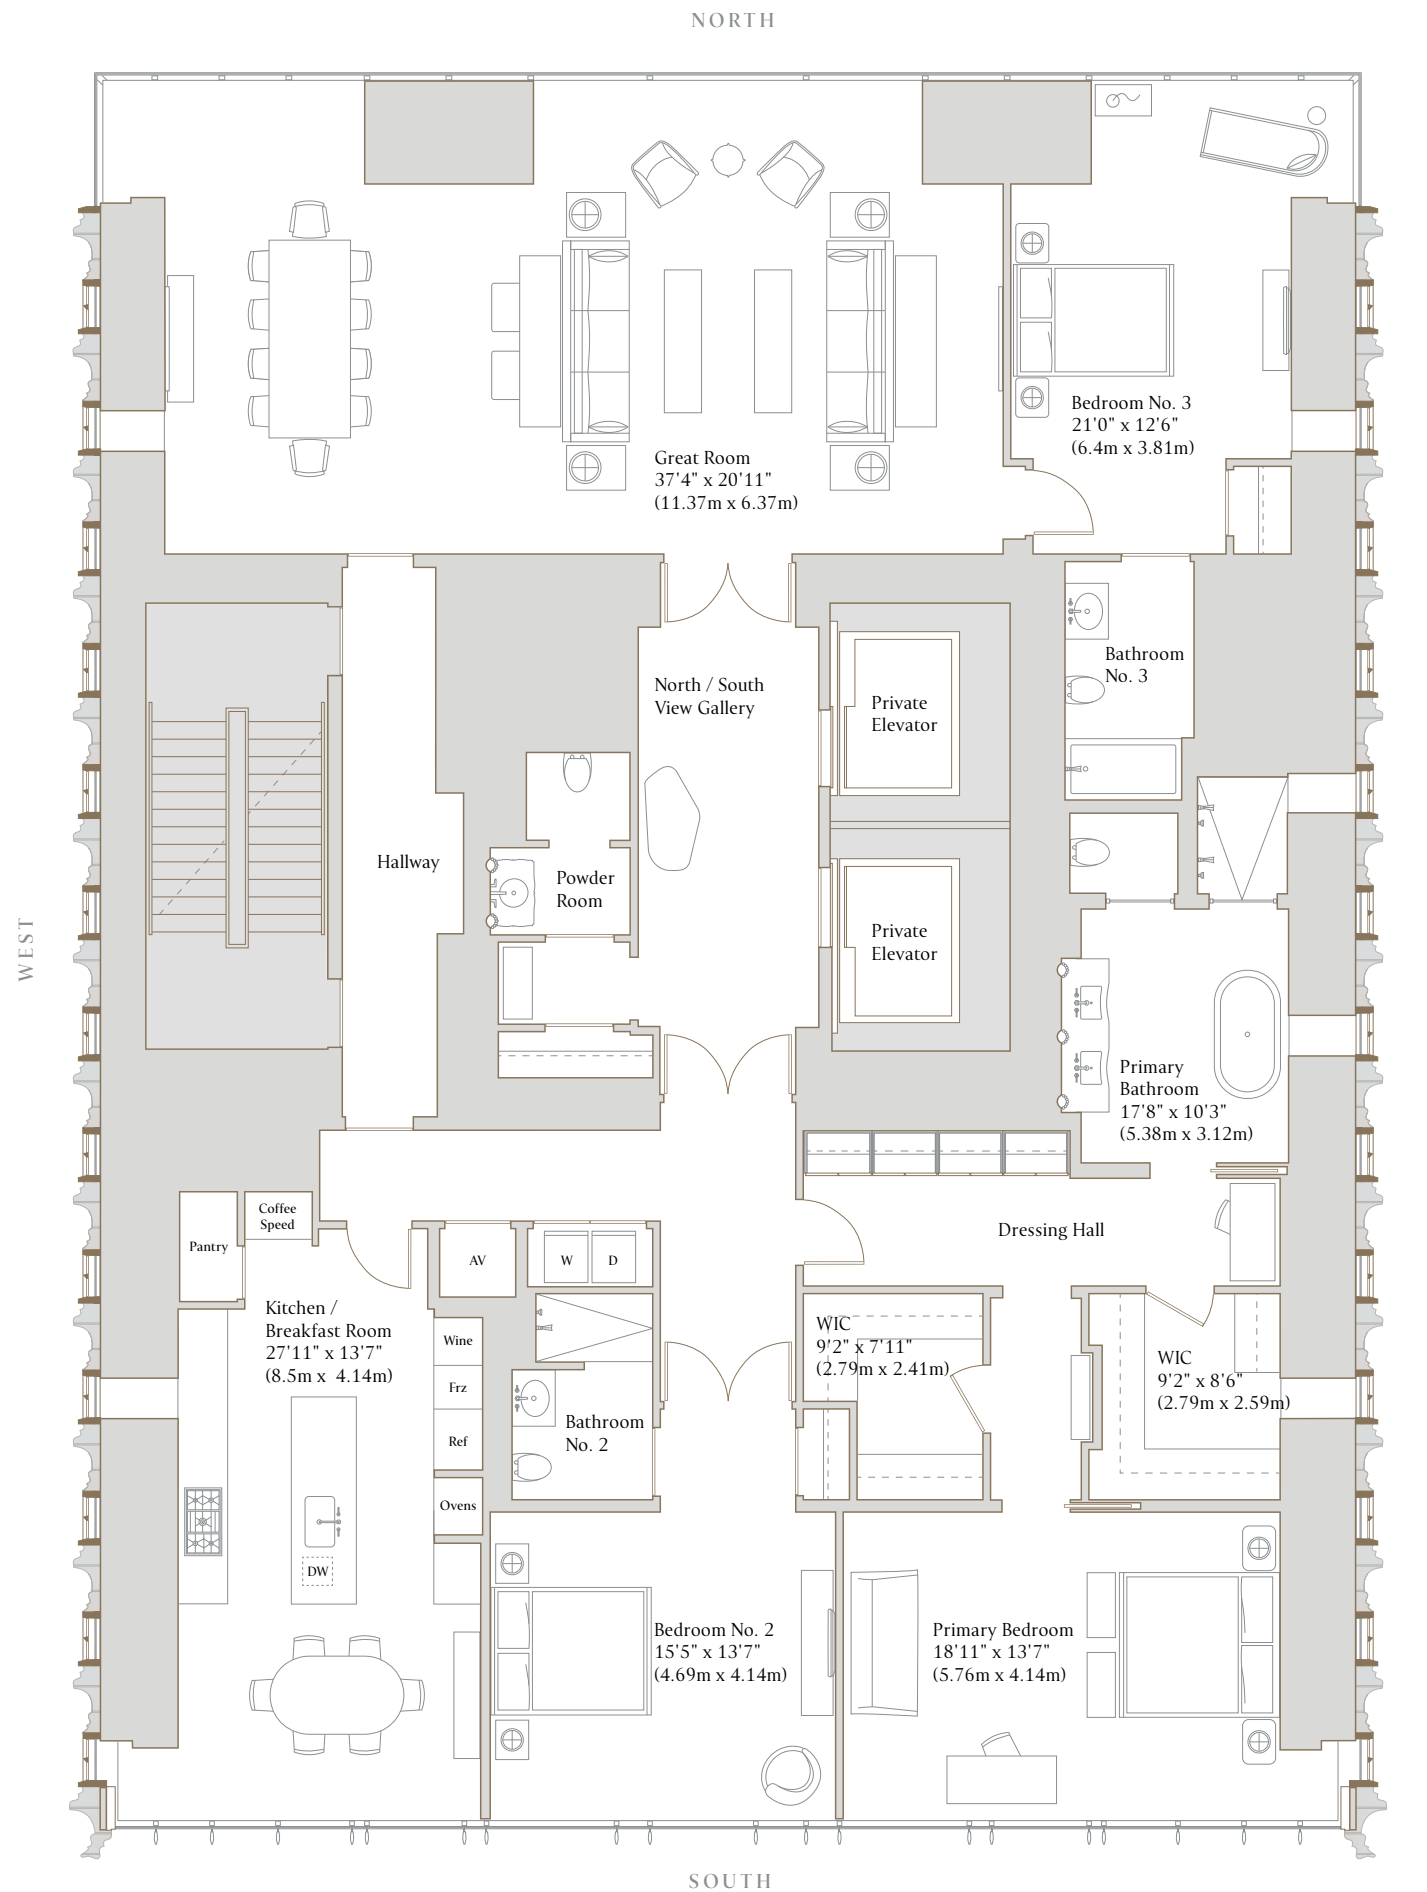 NORTH
Bedroom No. 3
21'0" x 12'6"
(6.4m x 3.81m)
Great Room
37'4" x 20'11"
(11.37m x 6.37m)
Bathroom
No. 3
North / South
View Gallery
Private
Elevator
Hallway
Powder
Room
Private
Elevator
WEST
Primary
Bathroom
17'8" x 10'3"
(5.38m x 3.12m)
Coffee
Speed
Pantry
Dressing Hall
AV
W
D
Kitchen /
Breakfast Room
27'11" x 13'7"
(8.5m x 4.14m)
Wine
Frz
Ref
Ovens
WIC
9'2" x 7'11"
(2.79m x 2.41m)
WIC
9'2" x 8'6"
(2.79m x 2.59m)
Bathroom
No. 2
DW
Bedroom No. 2
15'5" x 13'7"
(4.69m x 4.14m)
Primary Bedroom
18'11" x 13'7"
(5.76m x 4.14m)
SOUTH